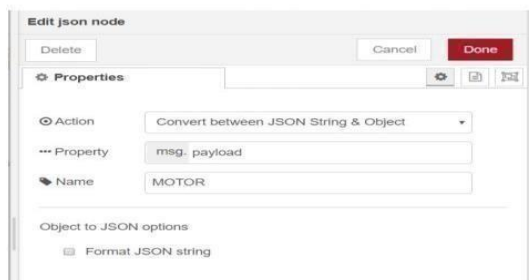 Edit json node
Delete Cancel Done
Properties
Action Convert between JSON String & Object
Property msg. payload
Name MOTOR
Object to JSON options
Format JSON string